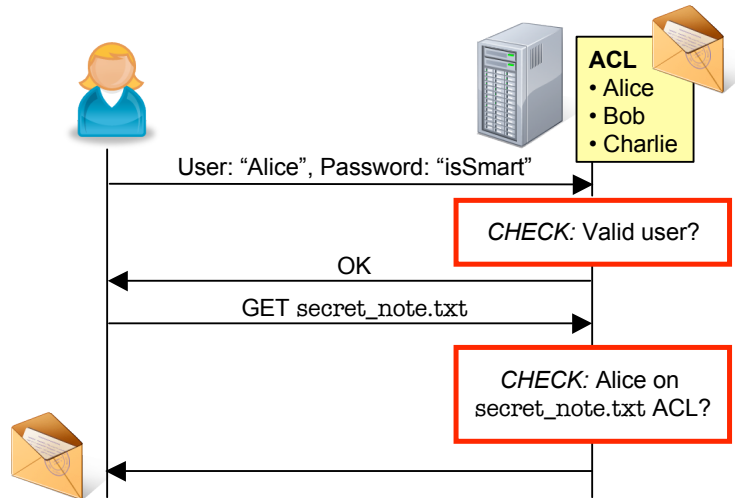 ACL
• Alice
• Bob
• Charlie
User: “Alice”, Password: “isSmart”
CHECK: Valid user?
OK
GET secret_note.txt
CHECK: Alice on
secret_note.txt ACL?